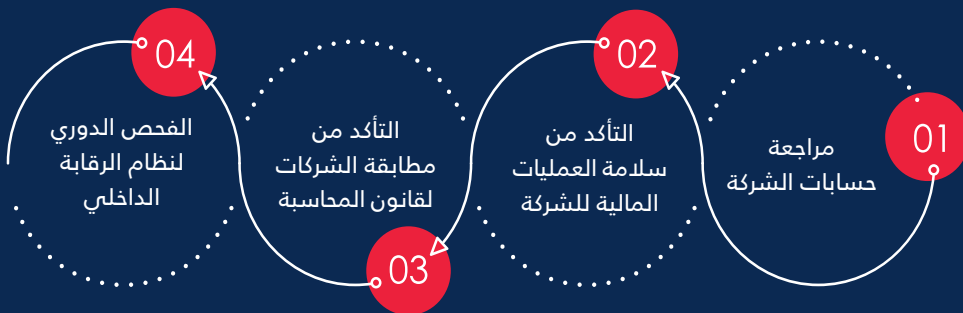 01
مراجعة
حسابات الشركة
02
التأكد من
سلامة العمليات
المالية للشركة
03
التأكد من
مطابقة الشركات
لقانون المحاسبة
04
الفحص الدوري
لنظام الرقابة
الداخلي